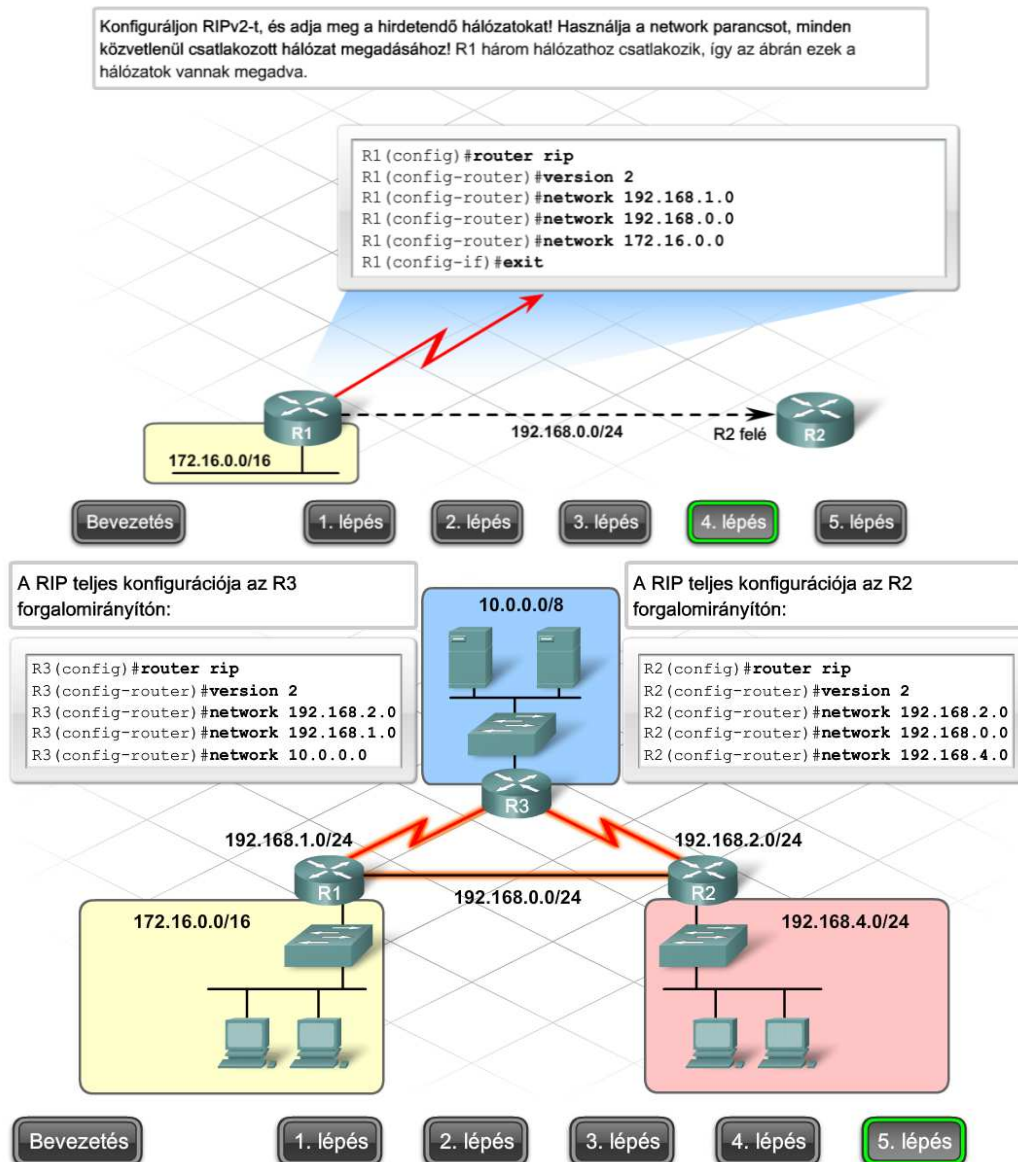 Konfiguráljon RIPv2-t, és adja meg a hirdetendő hálózatokat! Használja a network parancsot, minden
közvetlenül csatlakozott hálózat megadásához! R1 három hálózathoz csatlakozik, így az ábrán ezek a
hálózatok vannak megadva.
R1(config)#router rip
R1(config-router)#version 2
R1(config-router)#network 192.168.1.0
R1(config-router)#network 192.168.0.0
R1(config-router)#network 172.16.0.0
R1(config-if)#exit
R1
192.168.0.0/24
R2 felé
R2
172.16.0.0/16
Bevezetés
1. lépés
2. lépés
3. lépés
4. lépés
5. lépés
A RIP teljes konfigurációja az R3
forgalomirányítón:
R3(config)#router rip
R3(config-router)#version 2
R3(config-router)#network 192.168.2.0
R3(config-router)#network 192.168.1.0
R3(config-router)#network 10.0.0.0
10.0.0.0/8
A RIP teljes konfigurációja az R2
forgalomirányítón:
R2(config)#router rip
R2(config-router)#version 2
R2(config-router)#network 192.168.2.0
R2(config-router)#network 192.168.0.0
R2(config-router)#network 192.168.4.0
R3
192.168.1.0/24
192.168.2.0/24
R1
192.168.0.0/24
R2
172.16.0.0/16
192.168.4.0/24
Bevezetés
1. lépés
2. lépés
3. lépés
4. lépés
5. lépés